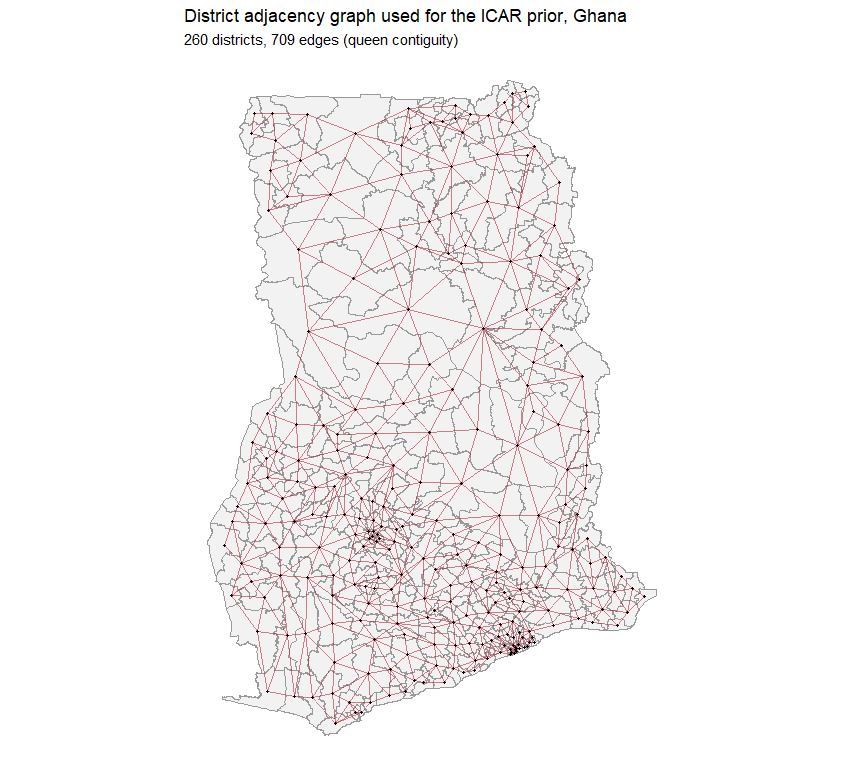 District adjacency graph used for the ICAR prior, Ghana
260 districts, 709 edges (queen contiguity)